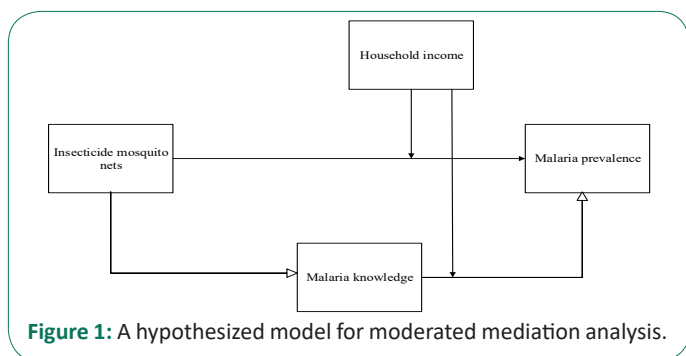 Household income
Insecticide mosquito
nets
Malaria prevalence
Malaria knowledge
Figure 1: A hypothesized model for moderated mediation analysis.